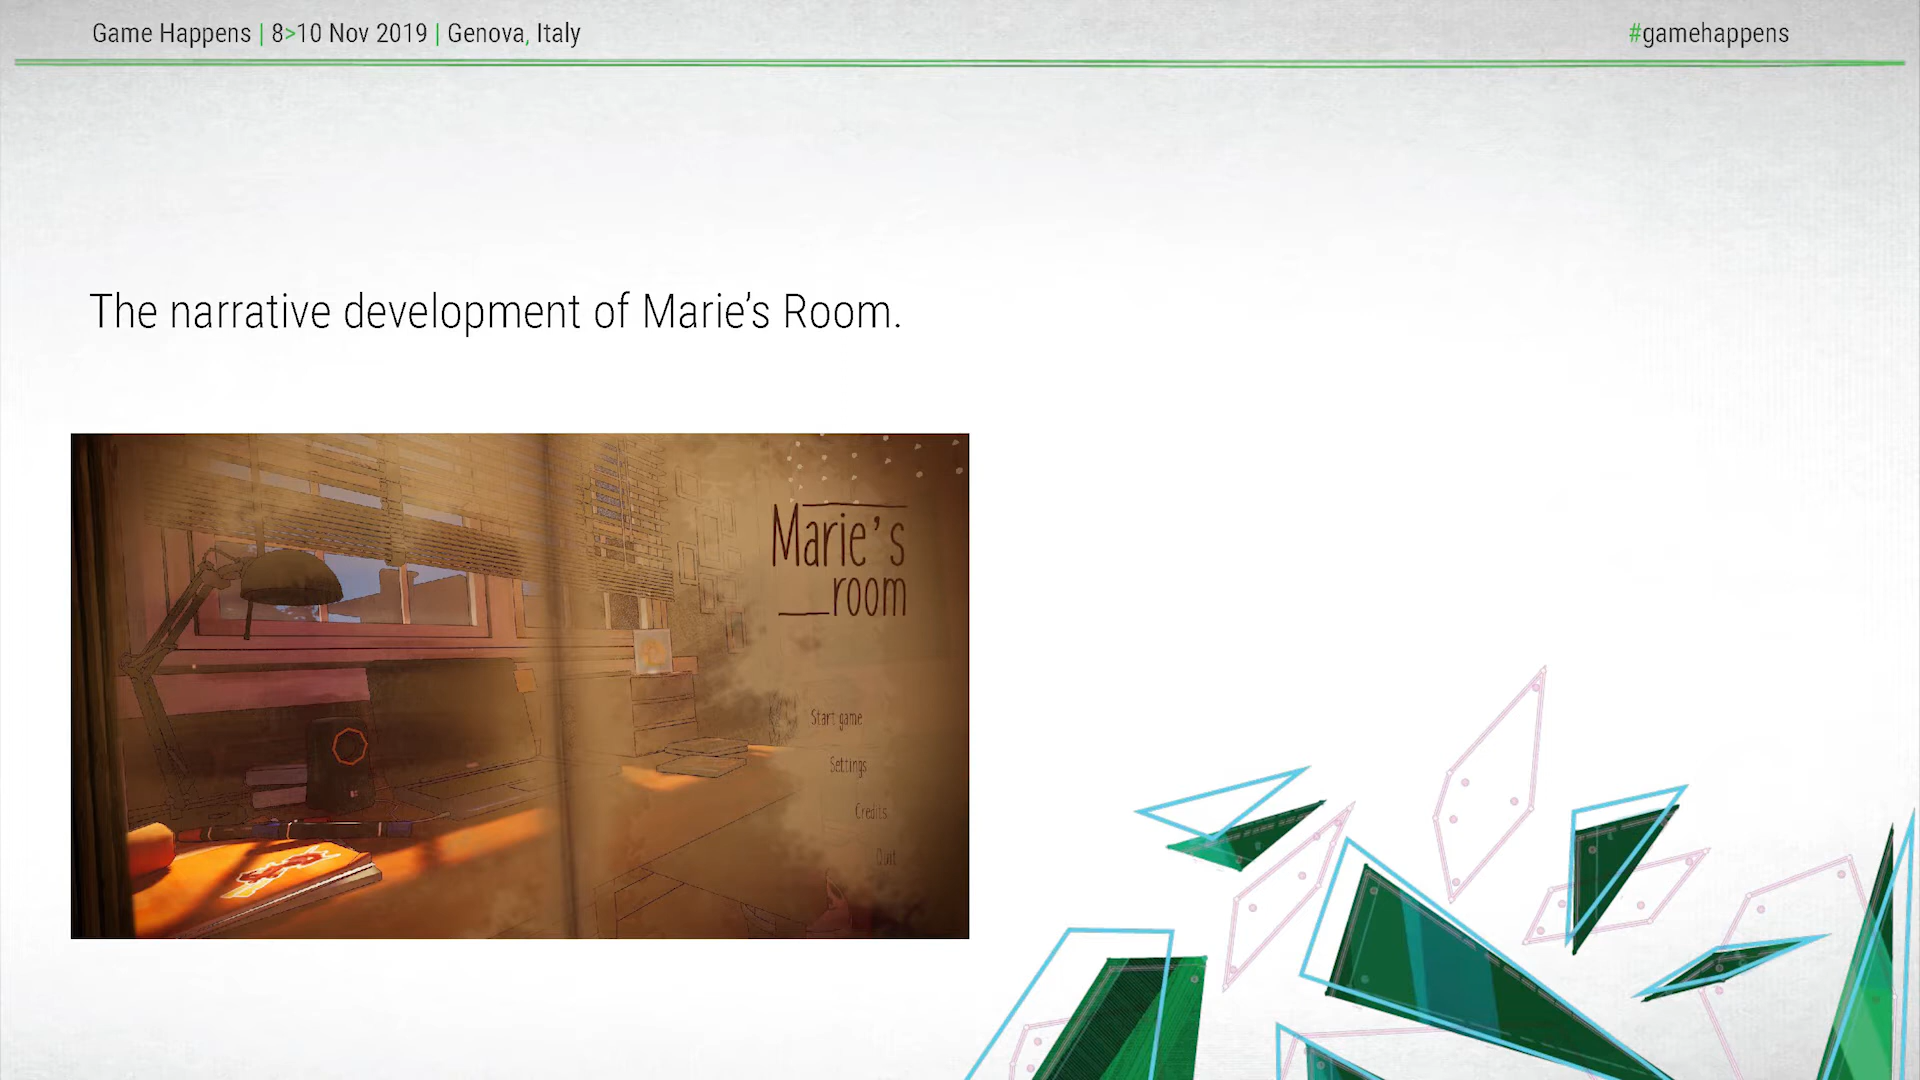 Game Happens | 8>10 Nov 2019 | Genova, Italy
#gamehappens
The narrative development of Marie’s Room.
Marie's
room
Start game
Settings
Credits
Quit